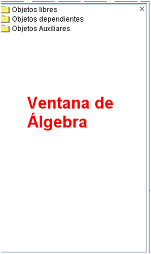 Objetos libres
Objetos dependientes
Objetos Auxiliares
Ventana de
Álgebra